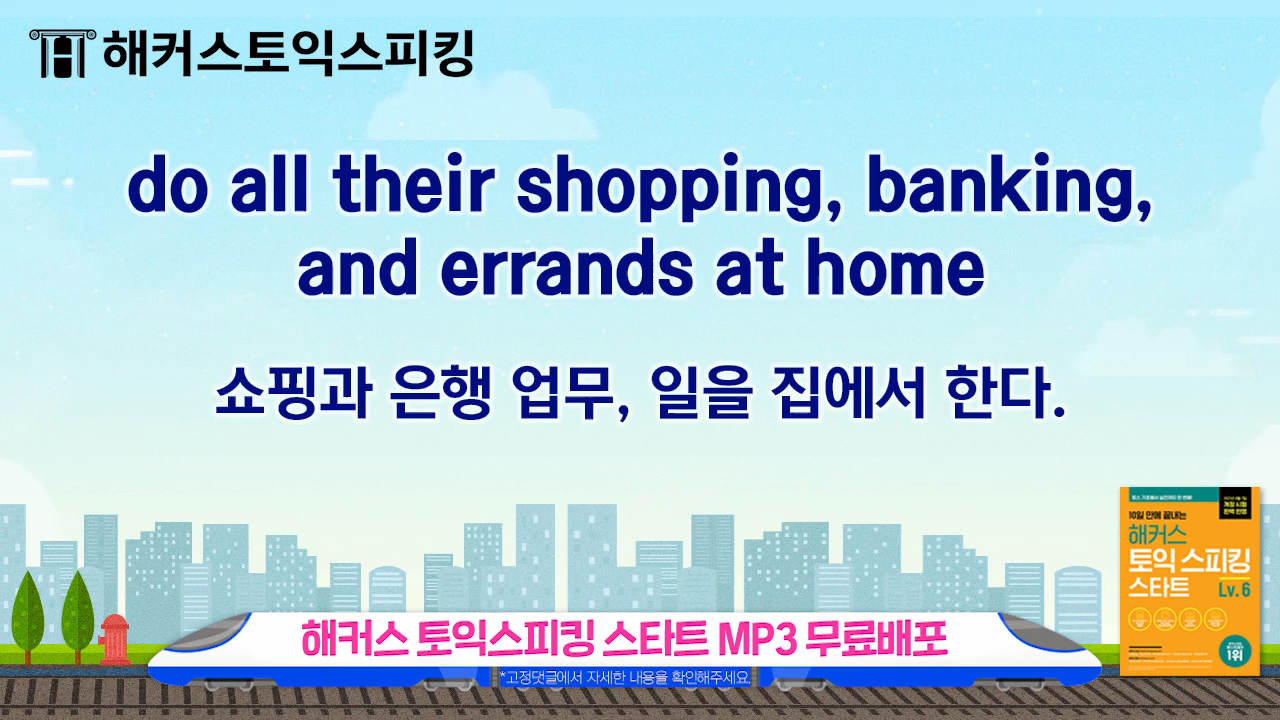 해커스토익스피킹
do all their shopping, banking,
and errands at home
쇼핑과 은행 업무, 일을 집에서 한다.
10일 만에 끝내는
해커스
토익 스피킹
스타트 Lv. 6
1위
해커스 토익스피킹 스타트 MP3 무료배포
*고정댓글에서 자세한 내용을 확인해주세요.